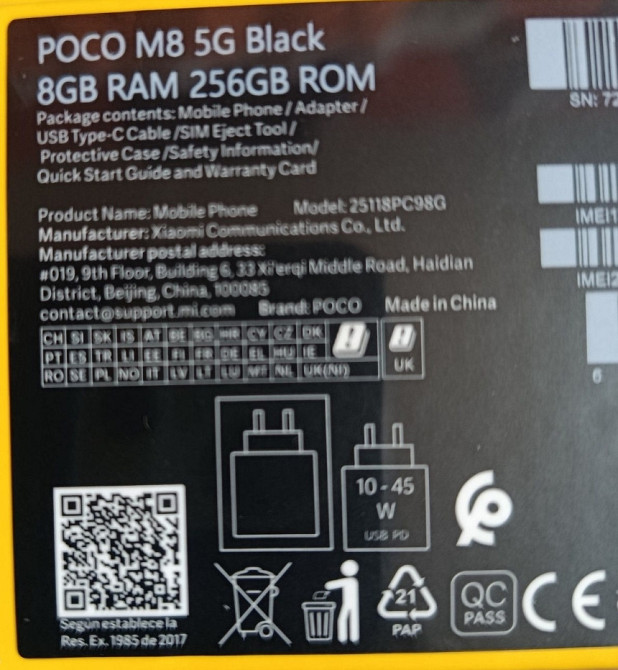 POCO M8 5G Black
8GB RAM 256GB ROM
Package contents: Mobile Phone / Adapter /
USB Type-C Cable /SIM Eject Tool /
Protective Case /Safety Information/
Quick Start Guide and Warranty Card
Product Name: Mobile Phone Model: 25118PC98G
Manufacturer: Xiaomi Communications Co., Ltd.
Manufacturer postal address:
#019, 9th Floor, Building 6, 33 Xi'erqi Middle Road, Haidian
District, Beijing, China, 100085
contact@support.mi.com Brand: POCO Made in China
CH SI SK IS AT BE BG HR CY CZ DK
PT ES TR LI EE FI FR DE EL HU IE
RO SE PL NO IT LV LT LU MT NL UK(NI)
UK
SN: 72
IMEI1
IMEI2
6
10 - 45
W
USB PD
Según establece la
Res. Ex. 1985 de 2017
21
PAP
QC
PASS
CE